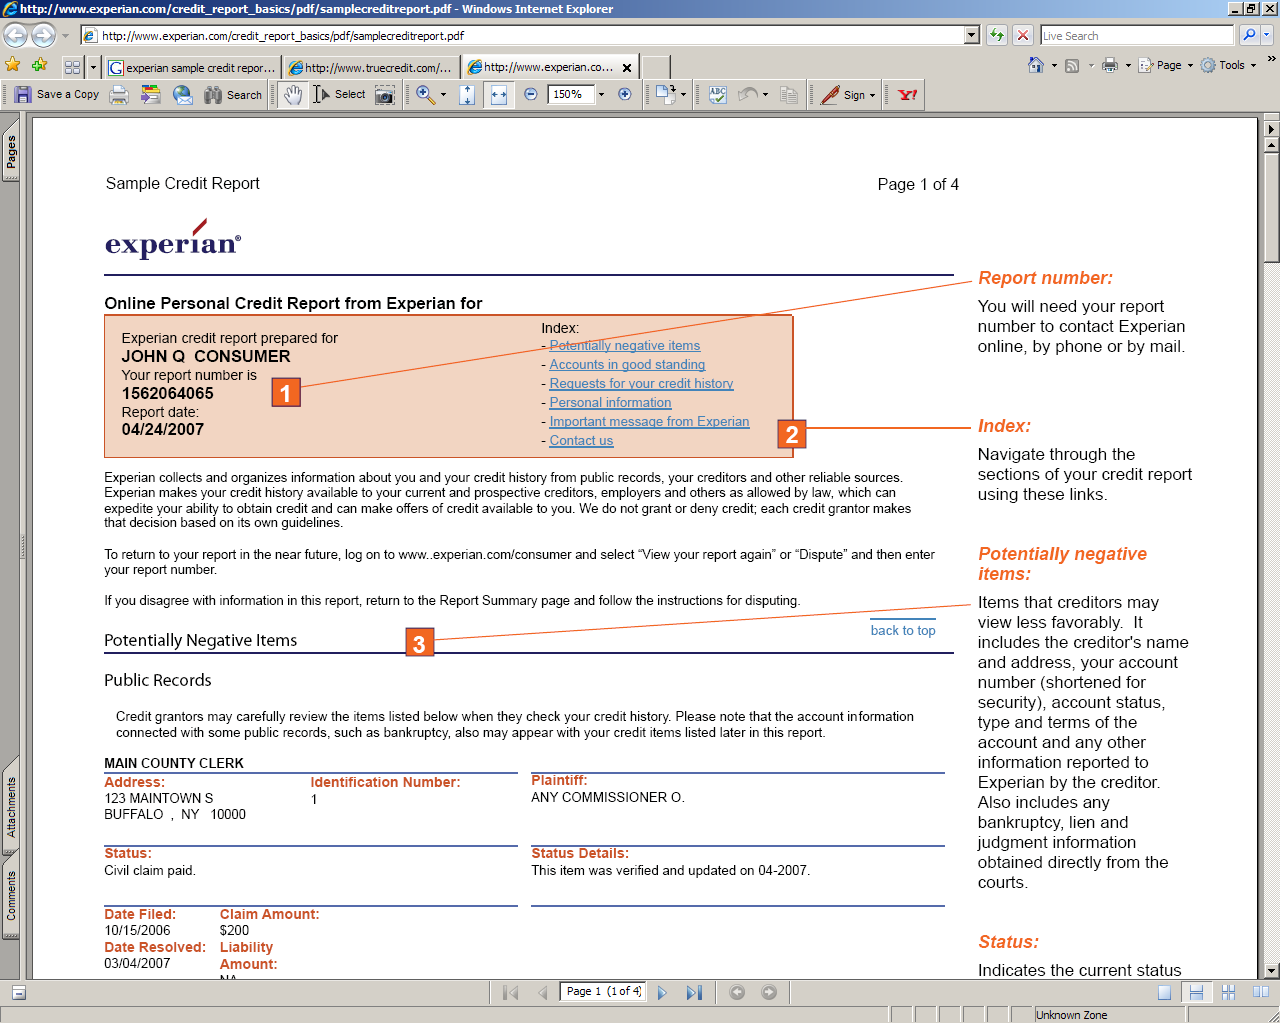 http://www.experian.com/credit_report_basics/pdf/samplecreditreport.pdf - Windows Internet Explorer
http://www.experian.com/credit_report_basics/pdf/samplecreditreport.pdf
Live Search
experian sample credit repor...
http://www.truecredit.com/...
http://www.experian.co...
Page
Tools
Save a Copy
Search
Select
150%
Sign
Y!
Pages
Attachments
Comments
Sample Credit Report
Page 1 of 4
experian®
Online Personal Credit Report from Experian for
Experian credit report prepared for
JOHN Q CONSUMER
Your report number is
1562064065
Report date:
04/24/2007
1
Index:
- Potentially negative items
- Accounts in good standing
- Requests for your credit history
- Personal information
- Important message from Experian
- Contact us
2
Experian collects and organizes information about you and your credit history from public records, your creditors and other reliable sources.
Experian makes your credit history available to your current and prospective creditors, employers and others as allowed by law, which can
expedite your ability to obtain credit and can make offers of credit available to you. We do not grant or deny credit; each credit grantor makes
that decision based on its own guidelines.
To return to your report in the near future, log on to www..experian.com/consumer and select “View your report again” or “Dispute” and then enter
your report number.
If you disagree with information in this report, return to the Report Summary page and follow the instructions for disputing.
back to top
Potentially Negative Items
3
Public Records
Credit grantors may carefully review the items listed below when they check your credit history. Please note that the account information
connected with some public records, such as bankruptcy, also may appear with your credit items listed later in this report.
MAIN COUNTY CLERK
Address:
123 MAINTOWN S
BUFFALO , NY 10000
Identification Number:
1
Plaintiff:
ANY COMMISSIONER O.
Status:
Civil claim paid.
Status Details:
This item was verified and updated on 04-2007.
Date Filed:
10/15/2006
Date Resolved:
03/04/2007
Claim Amount:
$200
Liability
Amount:
NA
Report number:
You will need your report
number to contact Experian
online, by phone or by mail.
Index:
Navigate through the
sections of your credit report
using these links.
Potentially negative
items:
Items that creditors may
view less favorably. It
includes the creditor's name
and address, your account
number (shortened for
security), account status,
type and terms of the
account and any other
information reported to
Experian by the creditor.
Also includes any
bankruptcy, lien and
judgment information
obtained directly from the
courts.
Status:
Indicates the current status
Page 1 (1 of 4)
Unknown Zone